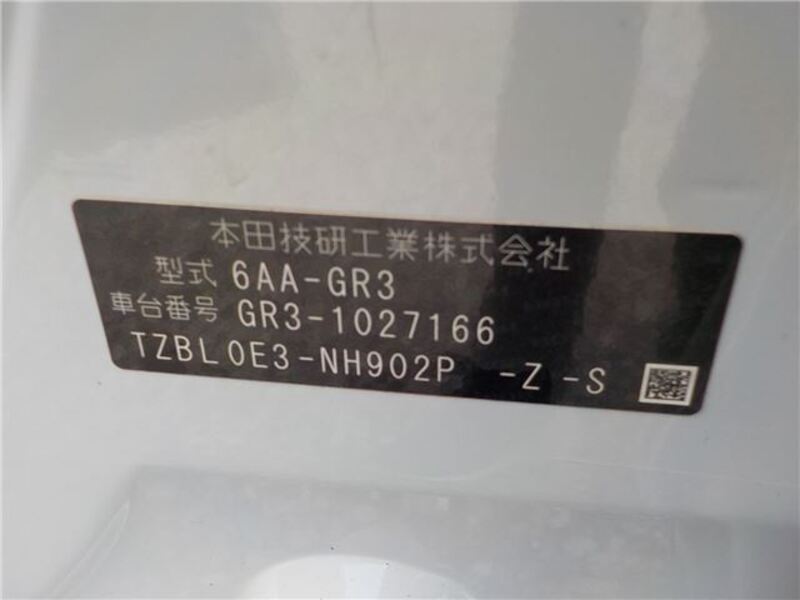 本田技研工業株式会社
型式 6AA-GR3
車台番号 GR3-1027166
TZBL0E3-NH902P -Z -S